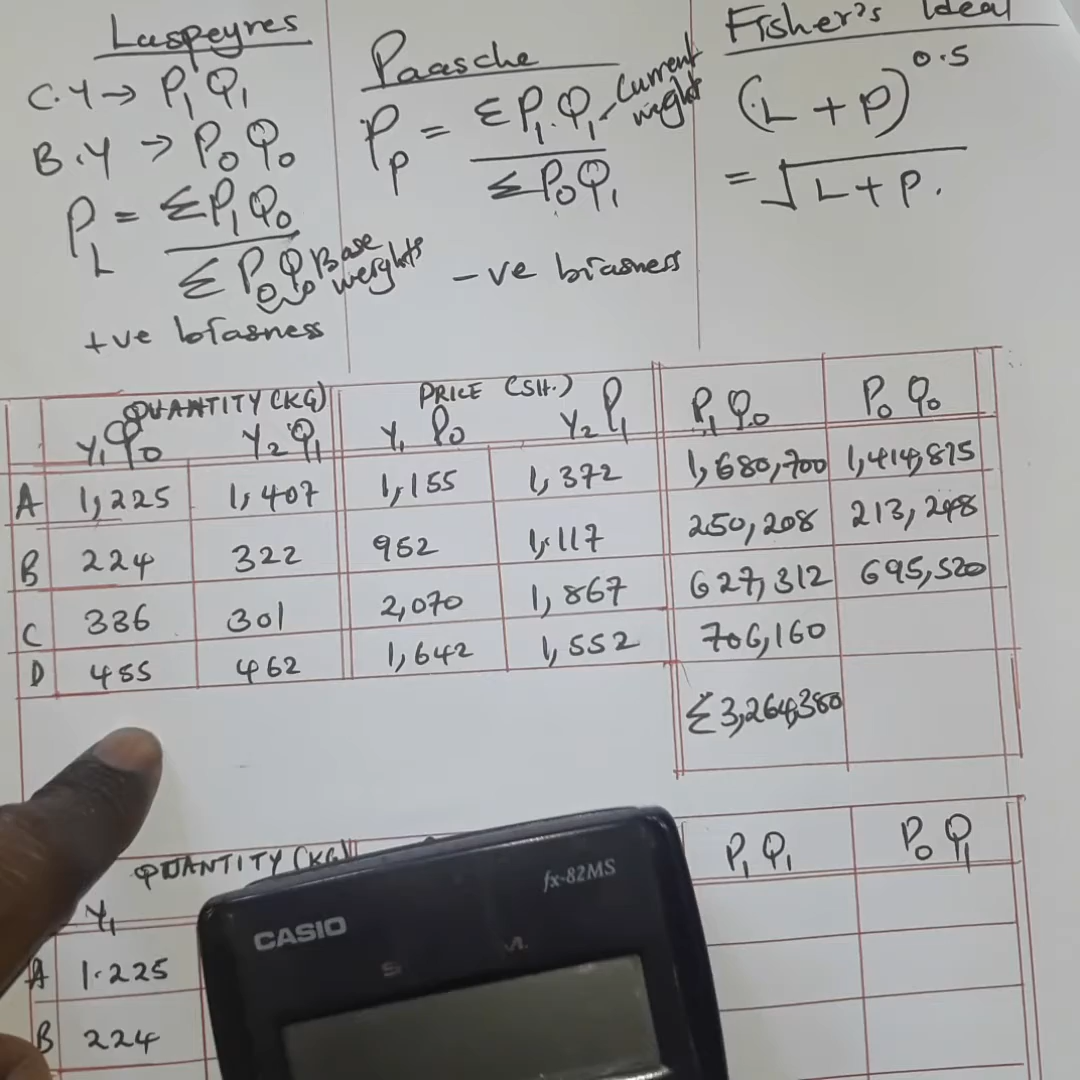 Laspeyres
C.Y → P₁ Q₁
B.Y → P₀ Q₀
P_L = ΣP₁Q₀ / ΣP₀Q₀ Base weights
+ve biasness
Paasche
P_p = ΣP₁.Q₁ / ΣP₀Q₁ Current weight
-ve biasness
Fisher's Ideal
(L + P)^0.5
= √L + P.
QUANTITY (KG) PRICE (SH.)
Y₁ Q₀ Y₂ Q₁ Y₁ P₀ Y₂ P₁ P₁ Q₀ P₀ Q₀
A 1,225 1,407 1,155 1,372 1,680,700 1,414,875
B 224 322 952 1,117 250,208 213,248
C 336 301 2,070 1,867 627,312 695,520
D 455 462 1,642 1,552 706,160
Σ3,264,380
QUANTITY (KG)
Y₁ P₁ Q₁ P₀ Q₁
A 1.225
B 224
CASIO fx-82MS